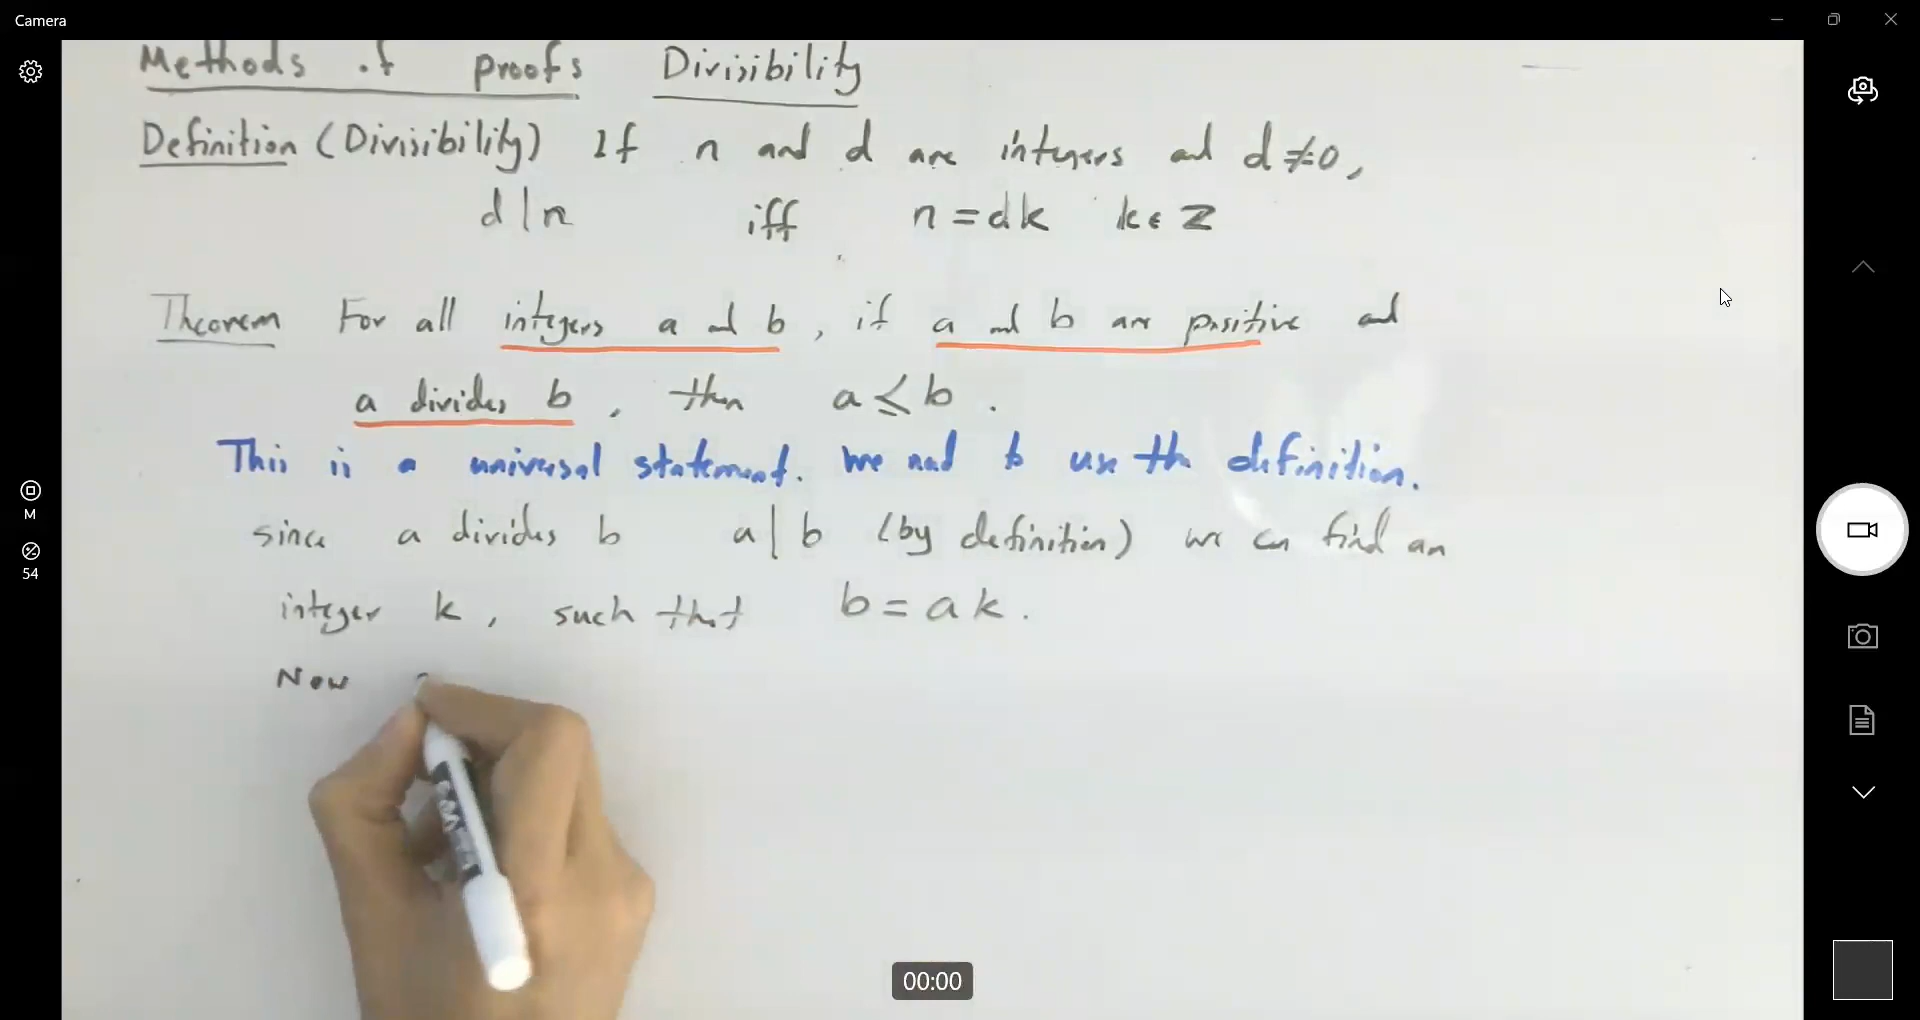 Camera
Methods of proofs Divisibility
Definition (Divisibility) If n and d are integers and d≠0,
d|n iff n=dk k∈Z
Theorem For all integers a and b, if a and b are positive and
a divides b, then a≤b.
This is a universal statement. We need to use the definition.
since a divides b a|b (by definition) we can find an
integer k, such that b=ak.
M
54
Now
00:00